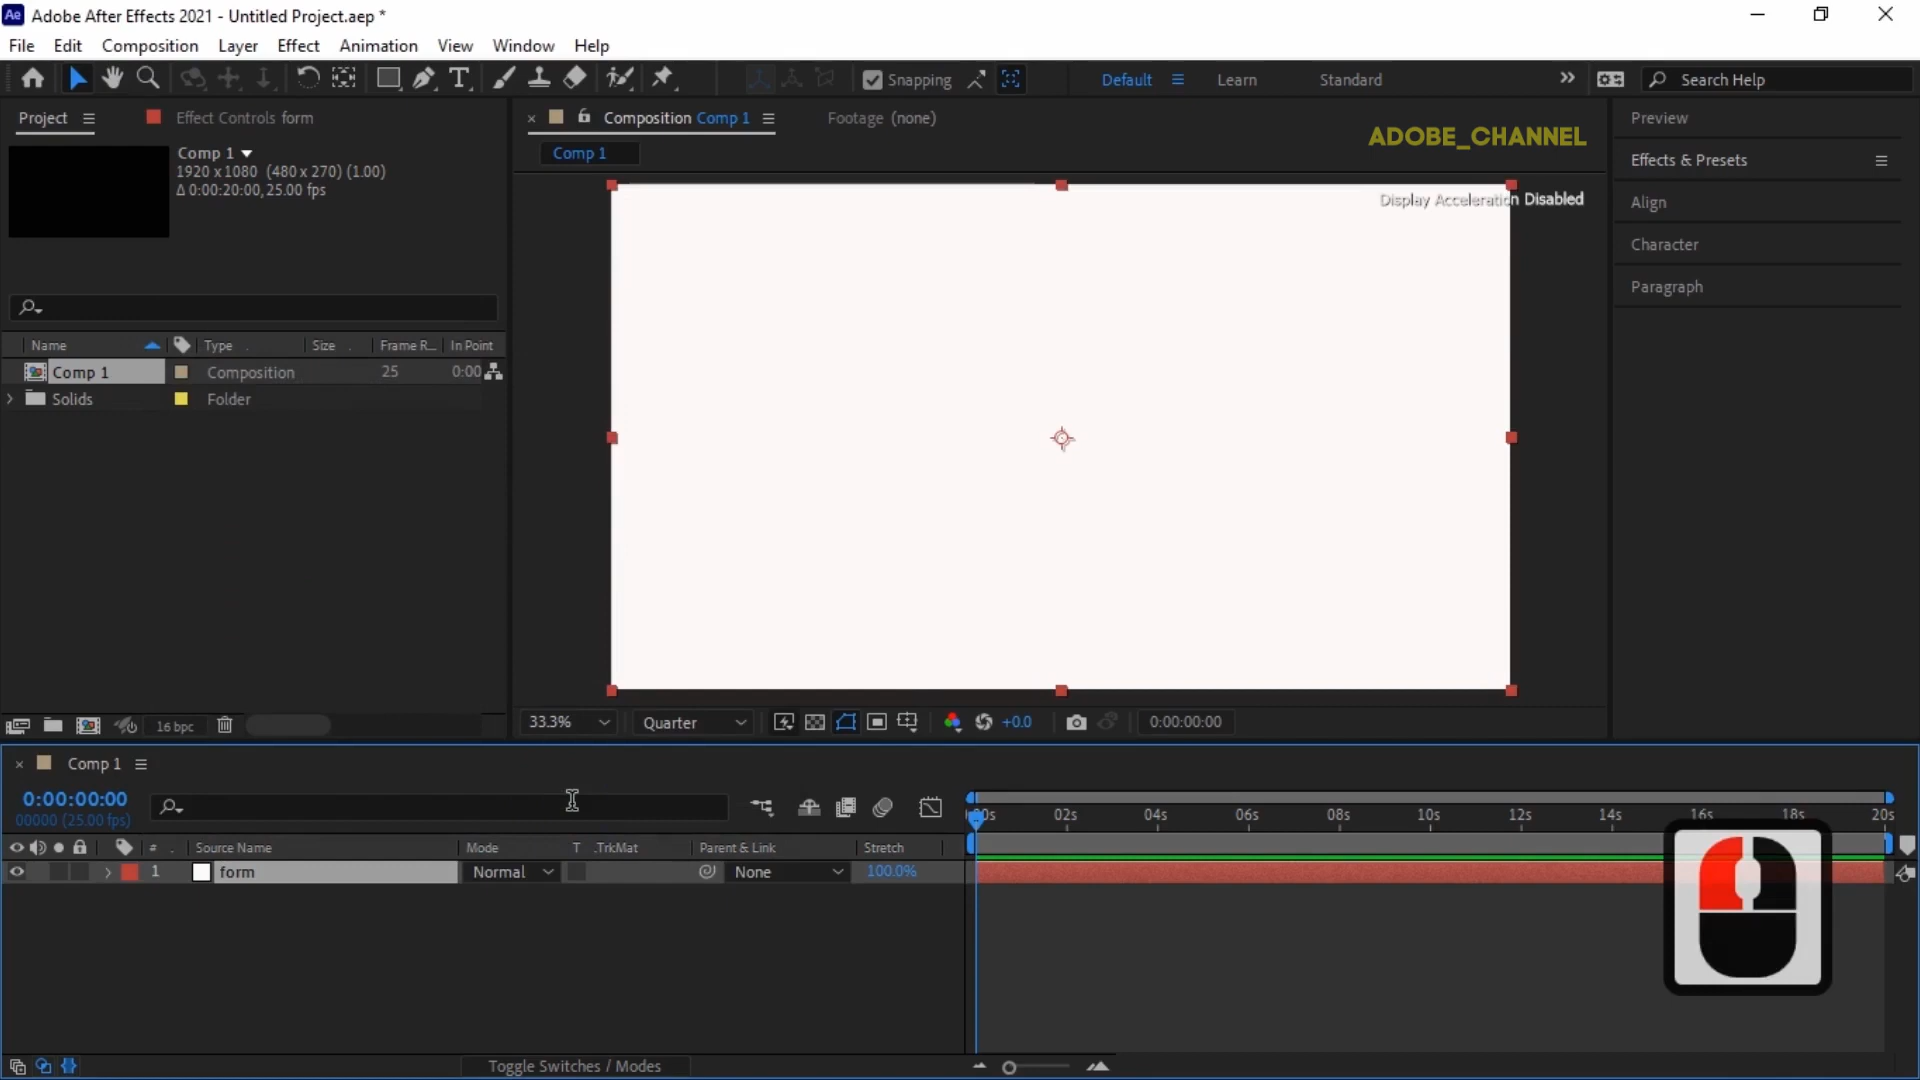 Ae Adobe After Effects 2021 - Untitled Project.aep *
File Edit Composition Layer Effect Animation View Window Help
T Snapping Default Learn Standard Search Help
Project Effect Controls form
Composition Comp 1 Footage (none)
ADOBE_CHANNEL
Comp 1
Comp 1
1920 x 1080 (480 x 270) (1.00)
Δ 0:00:20:00, 25.00 fps
Display Acceleration Disabled
Preview
Effects & Presets
Align
Character
Paragraph
Name Type Size Frame R... In Point
Comp 1 Composition 25 0:00
Solids Folder
16 bpc
33.3% Quarter +0.0 0:00:00:00
Comp 1
0:00:00:00
00000 (25.00 fps)
:00s 02s 04s 06s 08s 10s 12s 14s 16s 18s 20s
# Source Name Mode T .TrkMat Parent & Link Stretch
1 form Normal None 100.0%
Toggle Switches / Modes